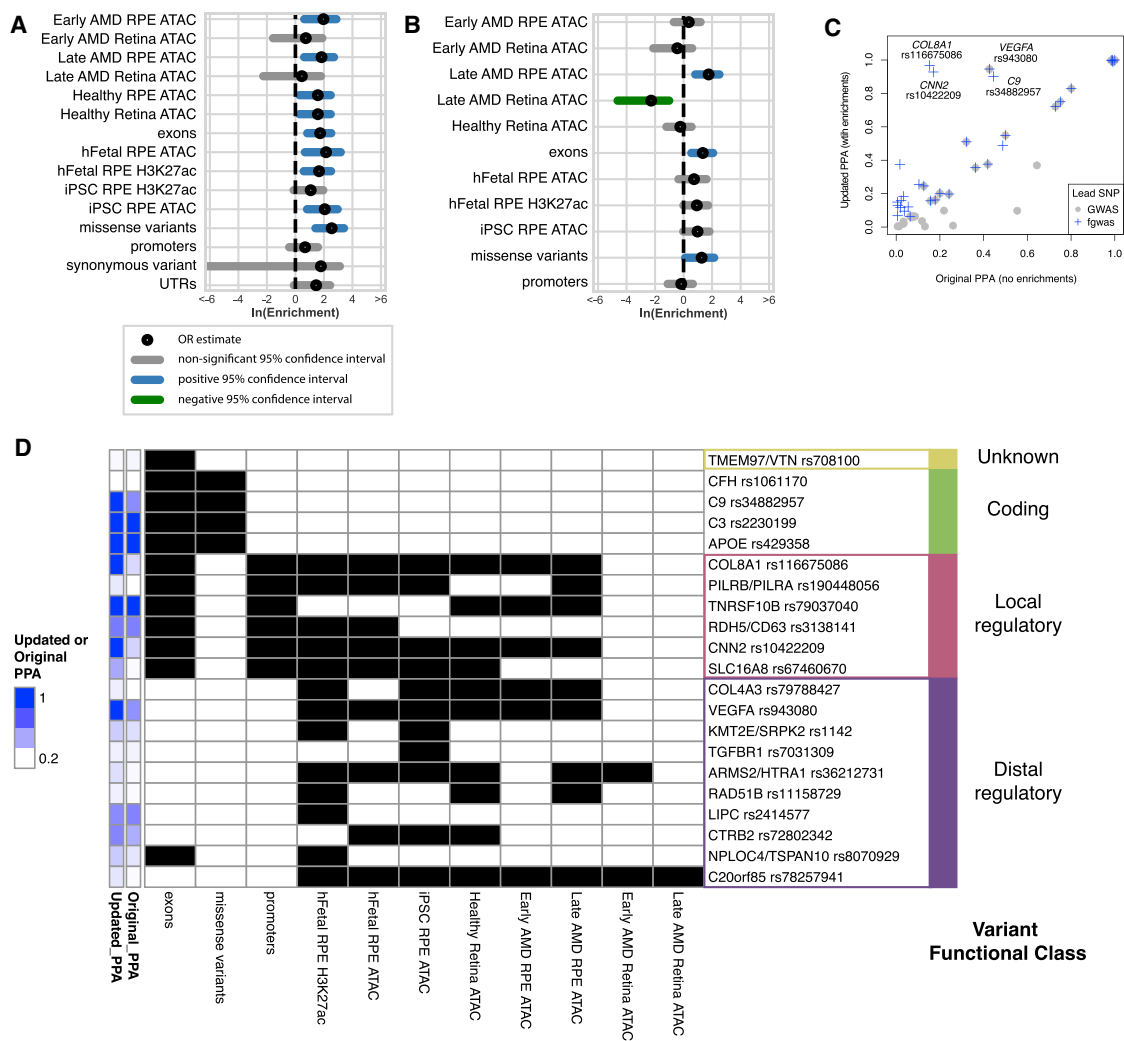 A
Early AMD RPE ATAC
Early AMD Retina ATAC
Late AMD RPE ATAC
Late AMD Retina ATAC
Healthy RPE ATAC
Healthy Retina ATAC
exons
hFetal RPE ATAC
hFetal RPE H3K27ac
iPSC RPE H3K27ac
iPSC RPE ATAC
missense variants
promoters
synonymous variant
UTRs
<-6 -4 -2 0 2 4 >6
ln(Enrichment)
B
Early AMD RPE ATAC
Early AMD Retina ATAC
Late AMD RPE ATAC
Late AMD Retina ATAC
Healthy Retina ATAC
exons
hFetal RPE ATAC
hFetal RPE H3K27ac
iPSC RPE ATAC
missense variants
promoters
<-6 -4 -2 0 2 4 >6
ln(Enrichment)
OR estimate
non-significant 95% confidence interval
positive 95% confidence interval
negative 95% confidence interval
C
Updated PPA (wtih enrichments)
1.0
0.8
0.6
0.4
0.2
0.0
COL8A1
rs116675086
VEGFA
rs943080
CNN2
rs10422209
C9
rs34882957
Lead SNP
GWAS
fgwas
0.0 0.2 0.4 0.6 0.8 1.0
Original PPA (no enrichments)
D
Updated or
Original
PPA
1
0.2
TMEM97/VTN rs708100
CFH rs1061170
C9 rs34882957
C3 rs2230199
APOE rs429358
COL8A1 rs116675086
PILRB/PILRA rs190448056
TNRSF10B rs79037040
RDH5/CD63 rs3138141
CNN2 rs10422209
SLC16A8 rs67460670
COL4A3 rs79788427
VEGFA rs943080
KMT2E/SRPK2 rs1142
TGFBR1 rs7031309
ARMS2/HTRA1 rs36212731
RAD51B rs11158729
LIPC rs2414577
CTRB2 rs72802342
NPLOC4/TSPAN10 rs8070929
C20orf85 rs78257941
Unknown
Coding
Local
regulatory
Distal
regulatory
Updated_PPA
Original_PPA
exons
missense variants
promoters
hFetal RPE H3K27ac
hFetal RPE ATAC
iPSC RPE ATAC
Healthy Retina ATAC
Early AMD RPE ATAC
Late AMD RPE ATAC
Early AMD Retina ATAC
Late AMD Retina ATAC
Variant
Functional Class